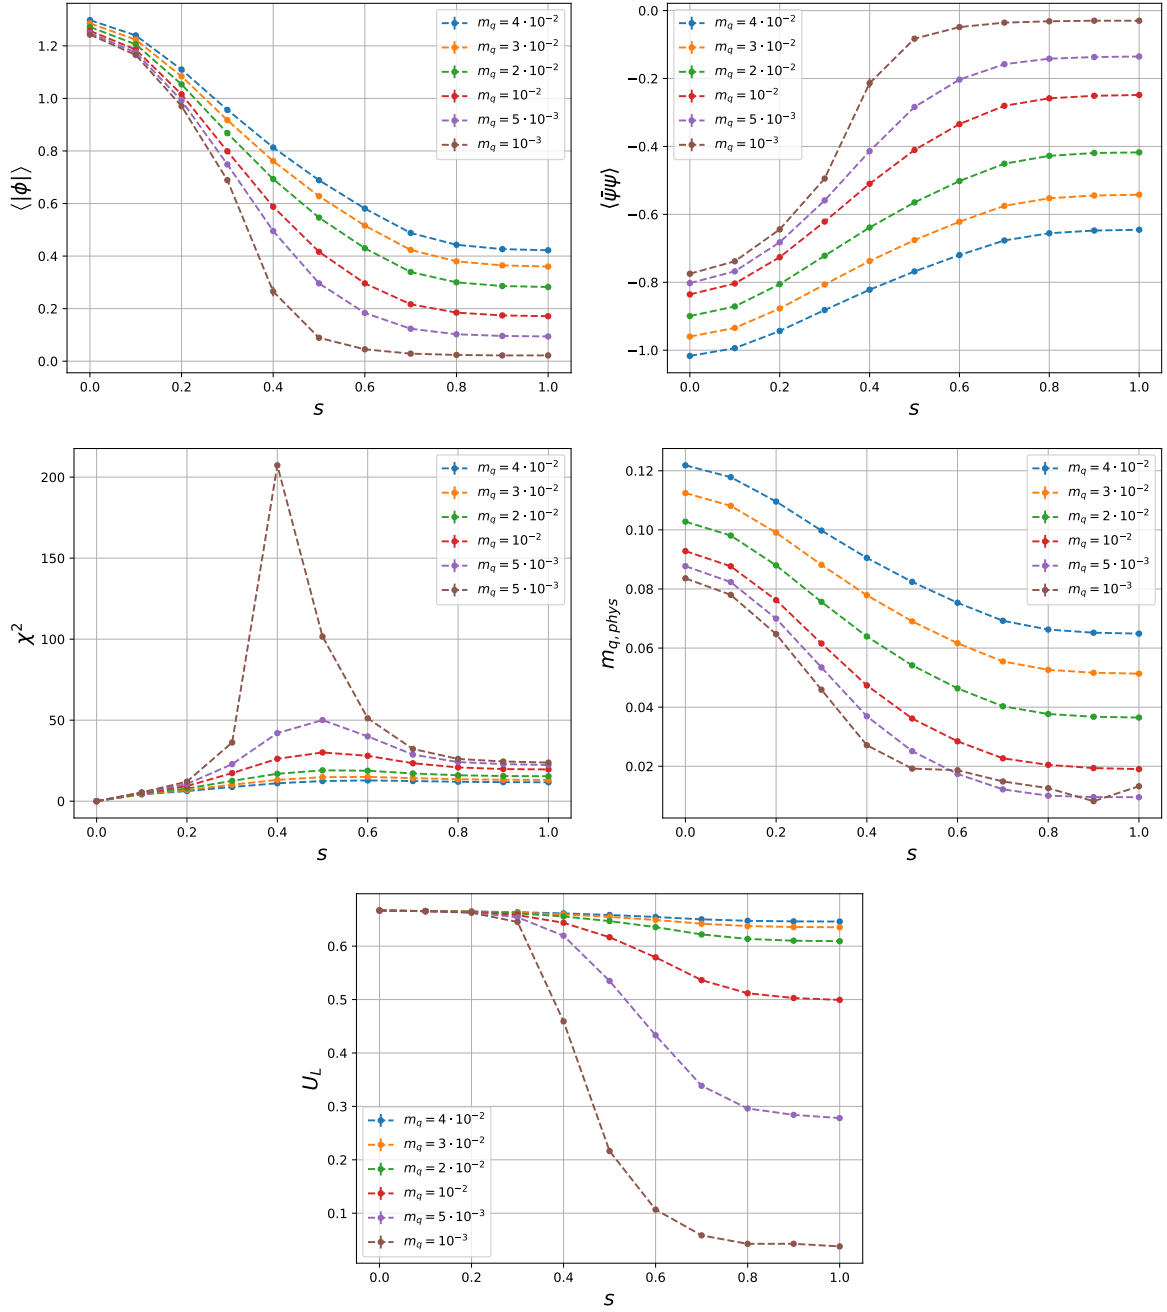 ⟨|ϕ|⟩
1.2
1.0
0.8
0.6
0.4
0.2
0.0
0.0 0.2 0.4 0.6 0.8 1.0
s
m_q = 4 · 10^{-2}
m_q = 3 · 10^{-2}
m_q = 2 · 10^{-2}
m_q = 10^{-2}
m_q = 5 · 10^{-3}
m_q = 10^{-3}
⟨ψ̄ψ⟩
0.0
−0.2
−0.4
−0.6
−0.8
−1.0
0.0 0.2 0.4 0.6 0.8 1.0
s
m_q = 4 · 10^{-2}
m_q = 3 · 10^{-2}
m_q = 2 · 10^{-2}
m_q = 10^{-2}
m_q = 5 · 10^{-3}
m_q = 10^{-3}
χ^2
200
150
100
50
0
0.0 0.2 0.4 0.6 0.8 1.0
s
m_q = 4 · 10^{-2}
m_q = 3 · 10^{-2}
m_q = 2 · 10^{-2}
m_q = 10^{-2}
m_q = 5 · 10^{-3}
m_q = 5 · 10^{-3}
m_{q, phys}
0.12
0.10
0.08
0.06
0.04
0.02
0.0 0.2 0.4 0.6 0.8 1.0
s
m_q = 4 · 10^{-2}
m_q = 3 · 10^{-2}
m_q = 2 · 10^{-2}
m_q = 10^{-2}
m_q = 5 · 10^{-3}
m_q = 10^{-3}
U_L
0.6
0.5
0.4
0.3
0.2
0.1
0.0 0.2 0.4 0.6 0.8 1.0
s
m_q = 4 · 10^{-2}
m_q = 3 · 10^{-2}
m_q = 2 · 10^{-2}
m_q = 10^{-2}
m_q = 5 · 10^{-3}
m_q = 10^{-3}